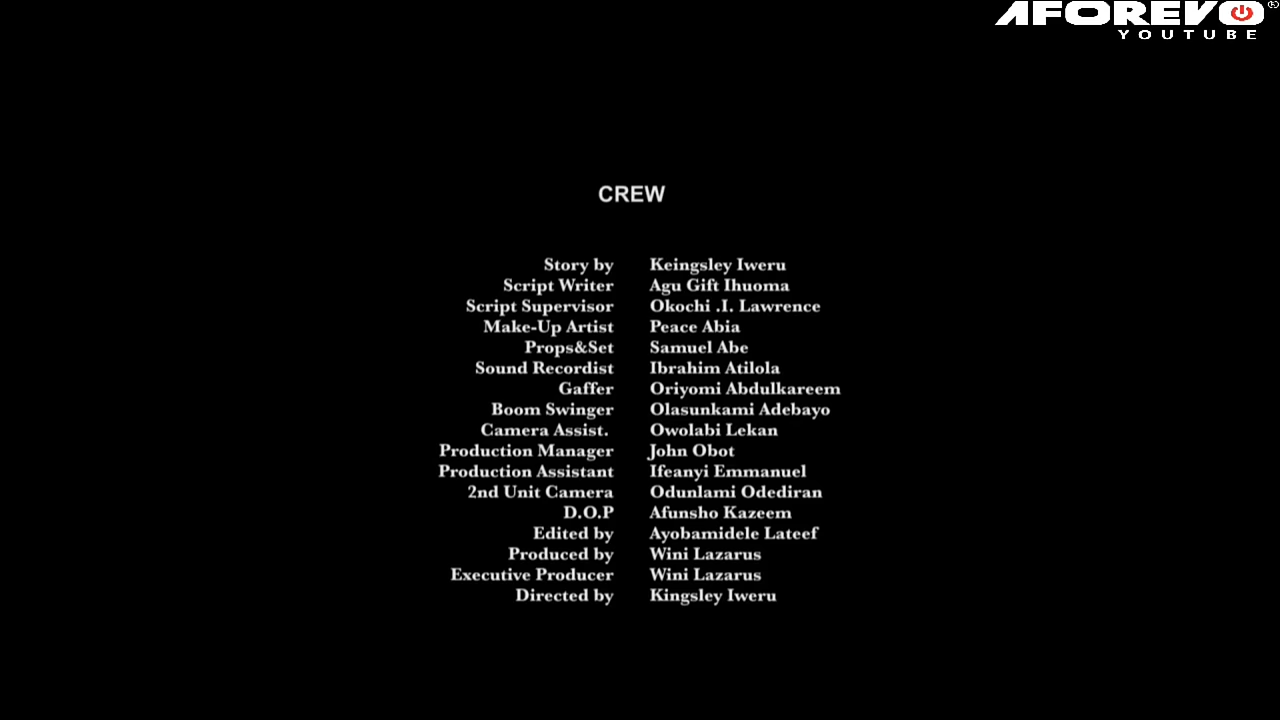 AFOREVO®
YOUTUBE
CREW
Story by Keingsley Iweru
Script Writer Agu Gift Ihuoma
Script Supervisor Okochi .I. Lawrence
Make-Up Artist Peace Abia
Props&Set Samuel Abe
Sound Recordist Ibrahim Atilola
Gaffer Oriyomi Abdulkareem
Boom Swinger Olasunkami Adebayo
Camera Assist. Owolabi Lekan
Production Manager John Obot
Production Assistant Ifeanyi Emmanuel
2nd Unit Camera Odunlami Odediran
D.O.P Afunsho Kazeem
Edited by Ayobamidele Lateef
Produced by Wini Lazarus
Executive Producer Wini Lazarus
Directed by Kingsley Iweru